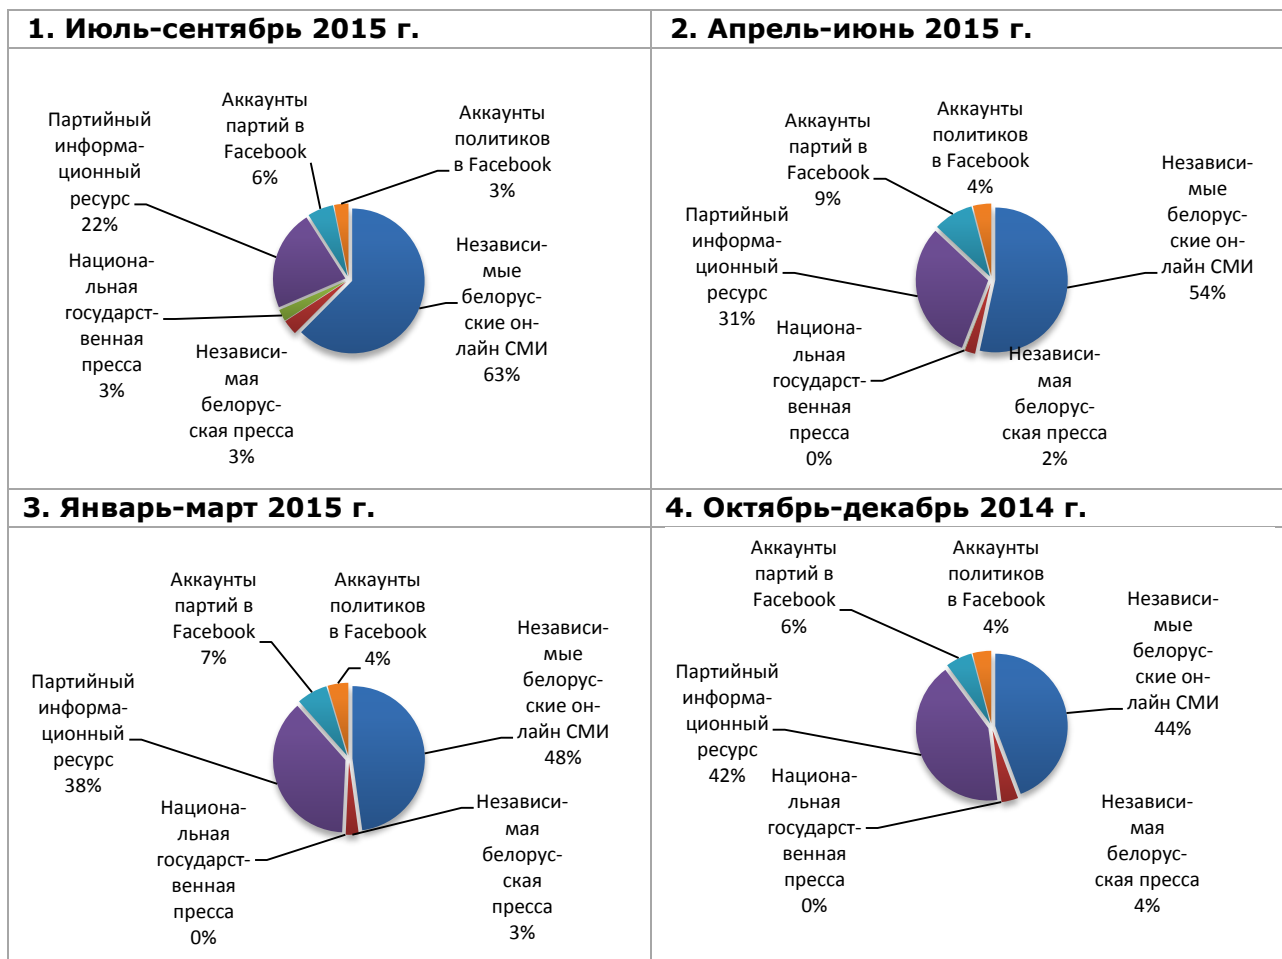 1. Июль-сентябрь 2015 г.
Партийный
информа-
ционный
ресурс
22%
Аккаунты
партий в
Facebook
6%
Аккаунты
политиков
в Facebook
3%
Национа-
льная
государст-
венная
пресса
3%
Независи-
мая
белорус-
ская пресса
3%
Независи-
мые
белорус-
ские он-
лайн СМИ
63%
2. Апрель-июнь 2015 г.
Аккаунты
партий в
Facebook
9%
Аккаунты
политиков
в Facebook
4%
Независи-
мые
белорус-
ские он-
лайн СМИ
54%
Партийный
информа-
ционный
ресурс
31%
Национа-
льная
государст-
венная
пресса
0%
Независи-
мая
белорус-
ская пресса
2%
3. Январь-март 2015 г.
Аккаунты
партий в
Facebook
7%
Аккаунты
политиков
в Facebook
4%
Независи-
мые
белорус-
ские он-
лайн СМИ
48%
Партийный
информа-
ционный
ресурс
38%
Национа-
льная
государст-
венная
пресса
0%
Независи-
мая
белорус-
ская
пресса
3%
4. Октябрь-декабрь 2014 г.
Аккаунты
партий в
Facebook
6%
Аккаунты
политиков
в Facebook
4%
Независи-
мые
белорус-
ские он-
лайн СМИ
44%
Партийный
информа-
ционный
ресурс
42%
Национа-
льная
государст-
венная
пресса
0%
Независи-
мая
белорус-
ская пресса
4%